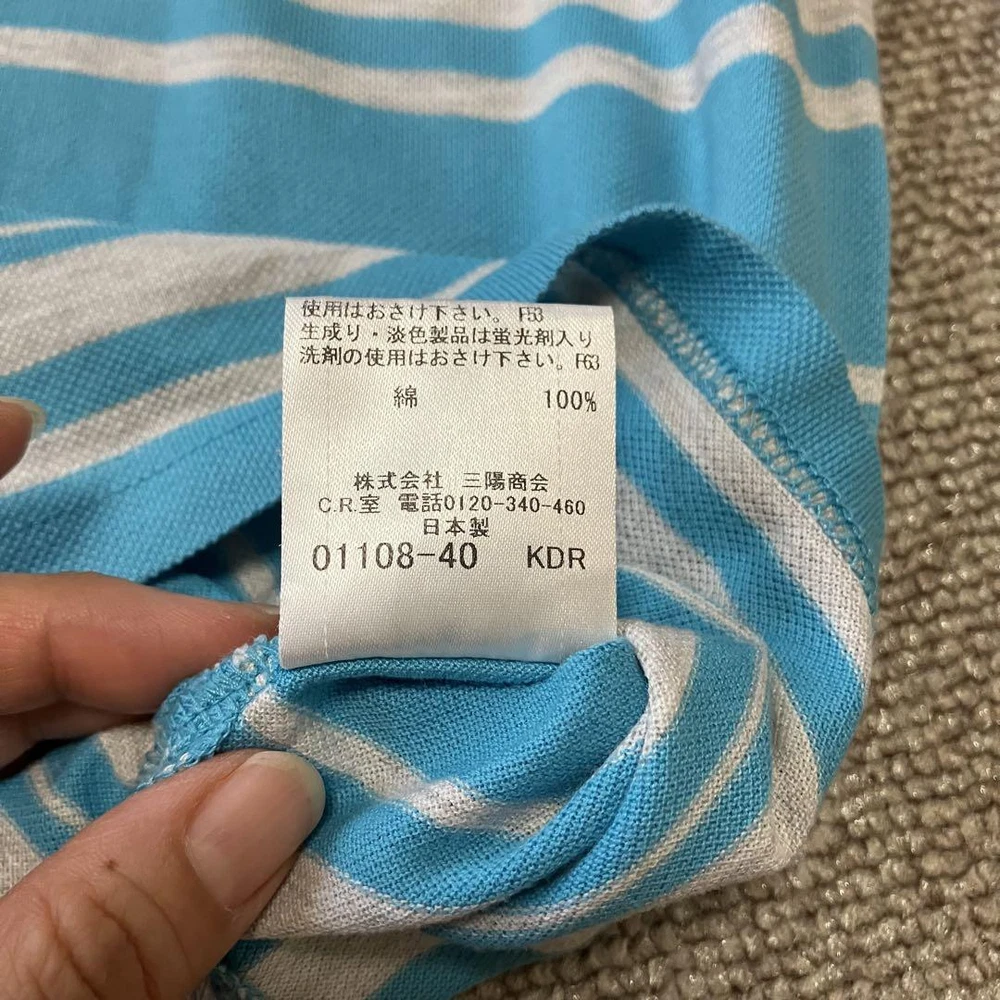 使用はおさけ下さい。 F53
生成り・淡色製品は蛍光剤入り
洗剤の使用はおさけ下さい。F63
綿 100%
株式会社 三陽商会
C.R.室 電話0120-340-460
日本製
01108-40 KDR